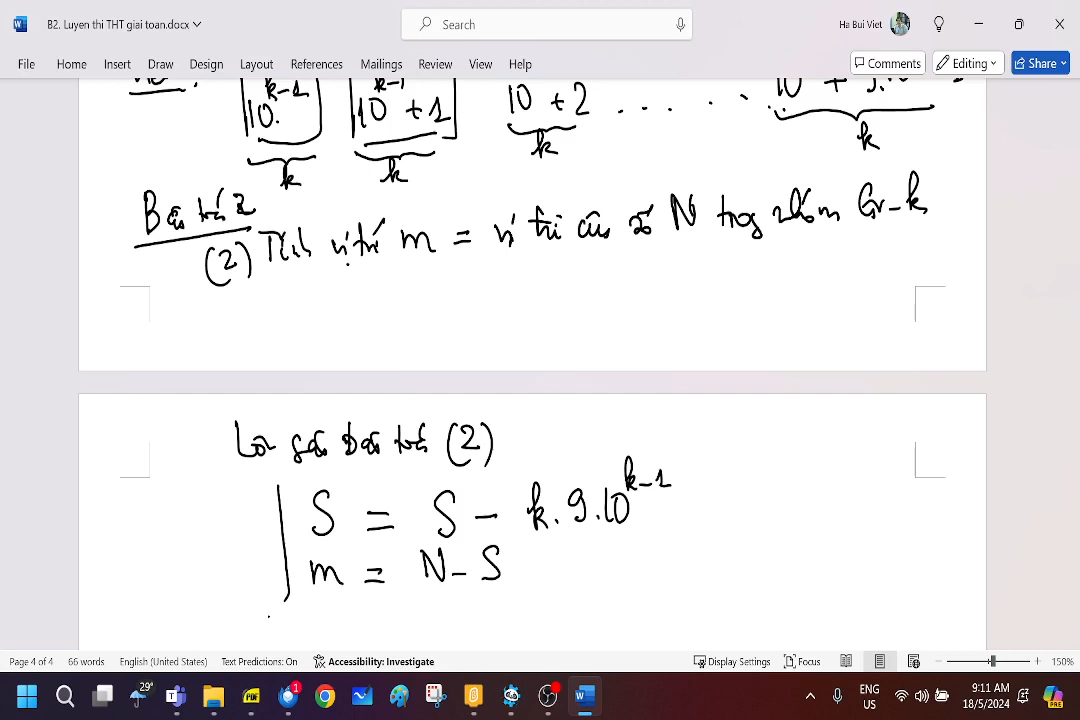 B2. Luyen thi THT giai toan.docx
Search
Ha Bui Viet
File Home Insert Draw Design Layout References Mailings Review View Help
Comments Editing Share
10^{k-1} 10^{k-1} + 1 10 + 2 . . . . .
k k k k
Bài toán 2
(2) Tính vị trí m = vị trí của số N trong nhóm Gr-k
Lời giải bài toán (2)
S = S - k.9.10^{k-1}
m = N - S
Page 4 of 4 66 words English (United States) Text Predictions: On Accessibility: Investigate Display Settings Focus 150%
29°
1
ENG US
9:11 AM
18/5/2024
PRE